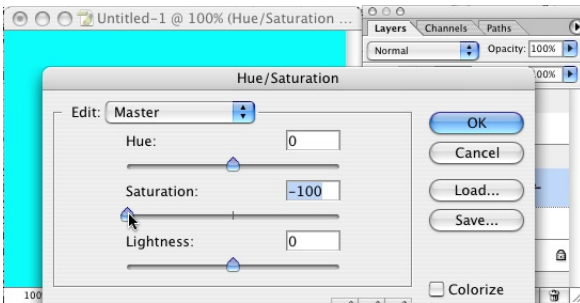 Untitled-1 @ 100% (Hue/Saturation ...
Layers Channels Paths
Normal Opacity: 100%
00%
Hue/Saturation
Edit: Master
OK
Hue: 0
Cancel
Saturation: -100
Load...
Save...
Lightness: 0
100
Colorize